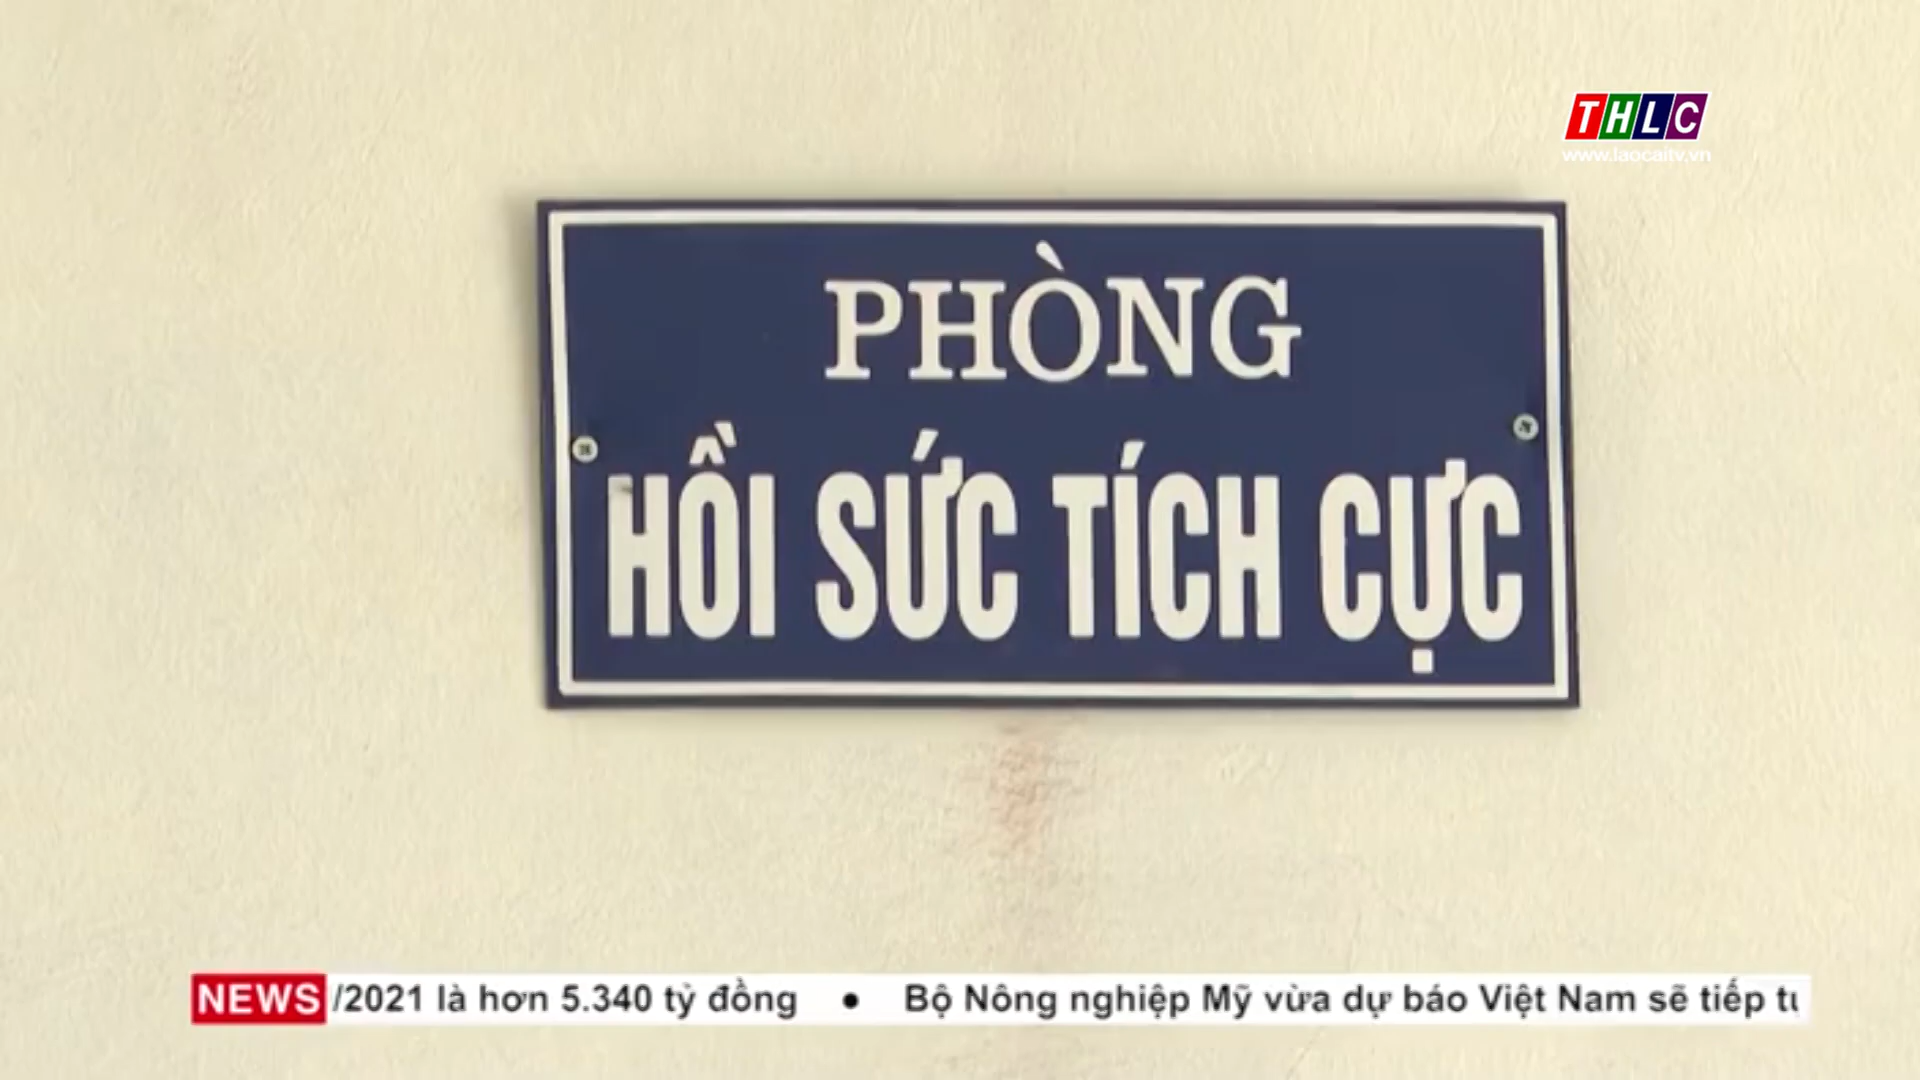 THLC
www.laocaitv.vn
PHÒNG
HỒI SỨC TÍCH CỰC
NEWS /2021 là hơn 5.340 tỷ đồng • Bộ Nông nghiệp Mỹ vừa dự báo Việt Nam sẽ tiếp